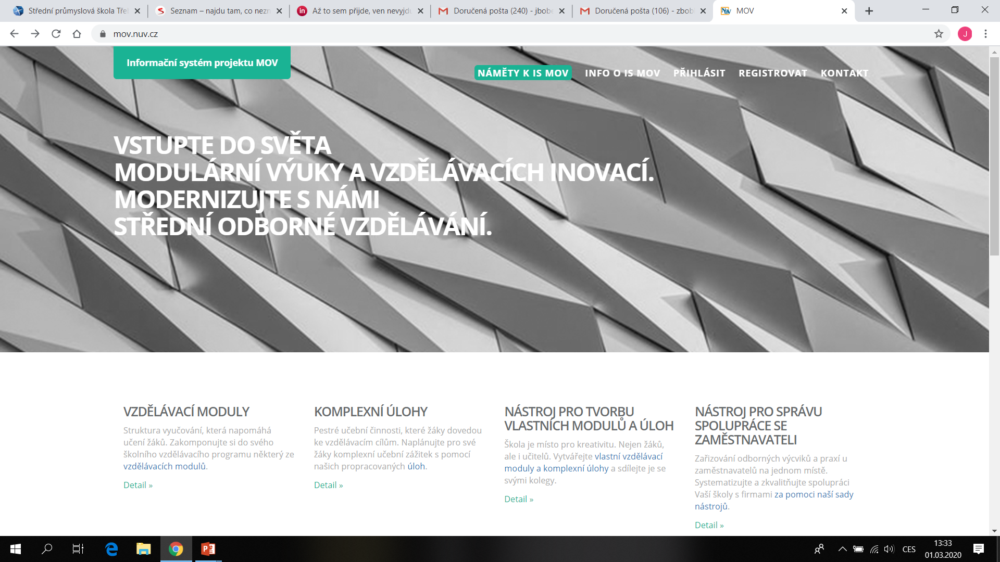 Střední průmyslová škola Třeb
Seznam – najdu tam, co nezn
Až to sem přijde, ven nevyjdu
Doručená pošta (240) - jbobe
Doručená pošta (106) - zbob
MOV
mov.nuv.cz
J
Informační systém projektu MOV
NÁMĚTY K IS MOV
INFO O IS MOV
PŘIHLÁSIT
REGISTROVAT
KONTAKT
VSTUPTE DO SVĚTA
MODULÁRNÍ VÝUKY A VZDĚLÁVACÍCH INOVACÍ.
MODERNIZUJTE S NÁMI
STŘEDNÍ ODBORNÉ VZDĚLÁVÁNÍ.
VZDĚLÁVACÍ MODULY
Struktura vyučování, která napomáhá
učení žáků. Zakomponujte si do svého
školního vzdělávacího programu některý ze
vzdělávacích modulů.
Detail »
KOMPLEXNÍ ÚLOHY
Pestré učební činnosti, které žáky dovedou
ke vzdělávacím cílům. Naplánujte pro své
žáky komplexní učební zážitek s pomocí
našich propracovaných úloh.
Detail »
NÁSTROJ PRO TVORBU
VLASTNÍCH MODULŮ A ÚLOH
Škola je místo pro kreativitu. Nejen žáků,
ale i učitelů. Vytvářejte vlastní vzdělávací
moduly a komplexní úlohy a sdílejte je se
svými kolegy.
Detail »
NÁSTROJ PRO SPRÁVU
SPOLUPRÁCE SE
ZAMĚSTNAVATELI
Zařizování odborných výcviků a praxí u
zaměstnavatelů na jednom místě.
Systematizujte a zkvalitňujte spolupráci
Vaší školy s firmami za pomoci naší sady
nástrojů.
Detail »
CES
13:33
01.03.2020